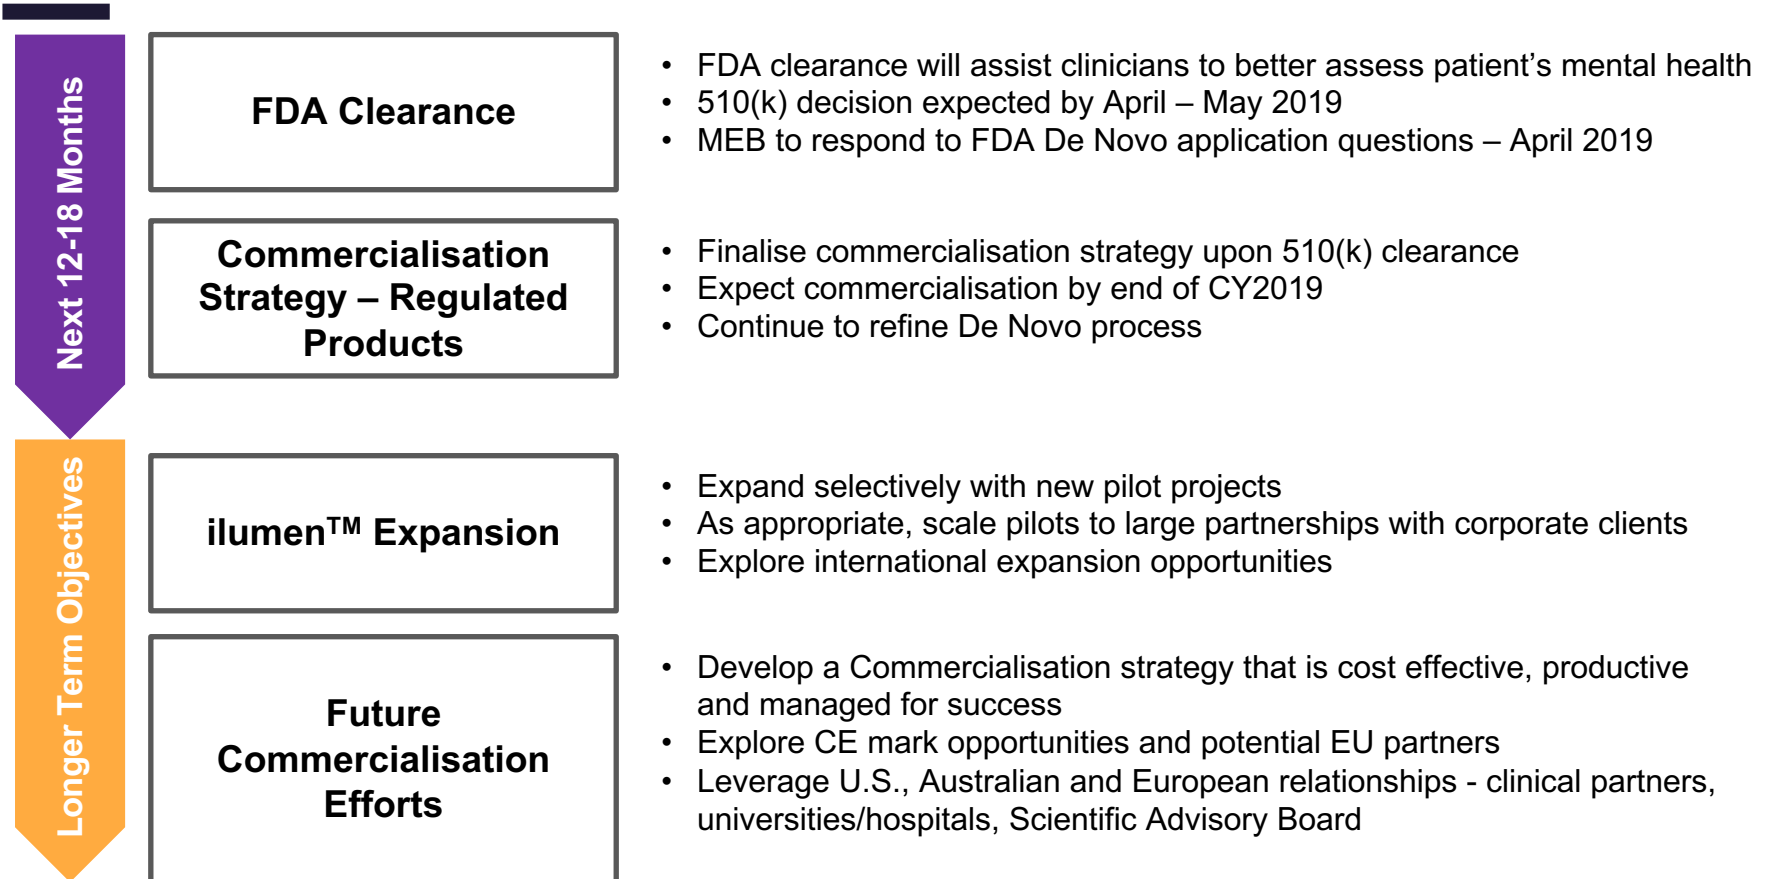 Next 12-18 Months
FDA Clearance
• FDA clearance will assist clinicians to better assess patient’s mental health
• 510(k) decision expected by April – May 2019
• MEB to respond to FDA De Novo application questions – April 2019
Commercialisation
Strategy – Regulated
Products
• Finalise commercialisation strategy upon 510(k) clearance
• Expect commercialisation by end of CY2019
• Continue to refine De Novo process
Longer Term Objectives
ilumen™ Expansion
• Expand selectively with new pilot projects
• As appropriate, scale pilots to large partnerships with corporate clients
• Explore international expansion opportunities
Future
Commercialisation
Efforts
• Develop a Commercialisation strategy that is cost effective, productive
and managed for success
• Explore CE mark opportunities and potential EU partners
• Leverage U.S., Australian and European relationships - clinical partners,
universities/hospitals, Scientific Advisory Board